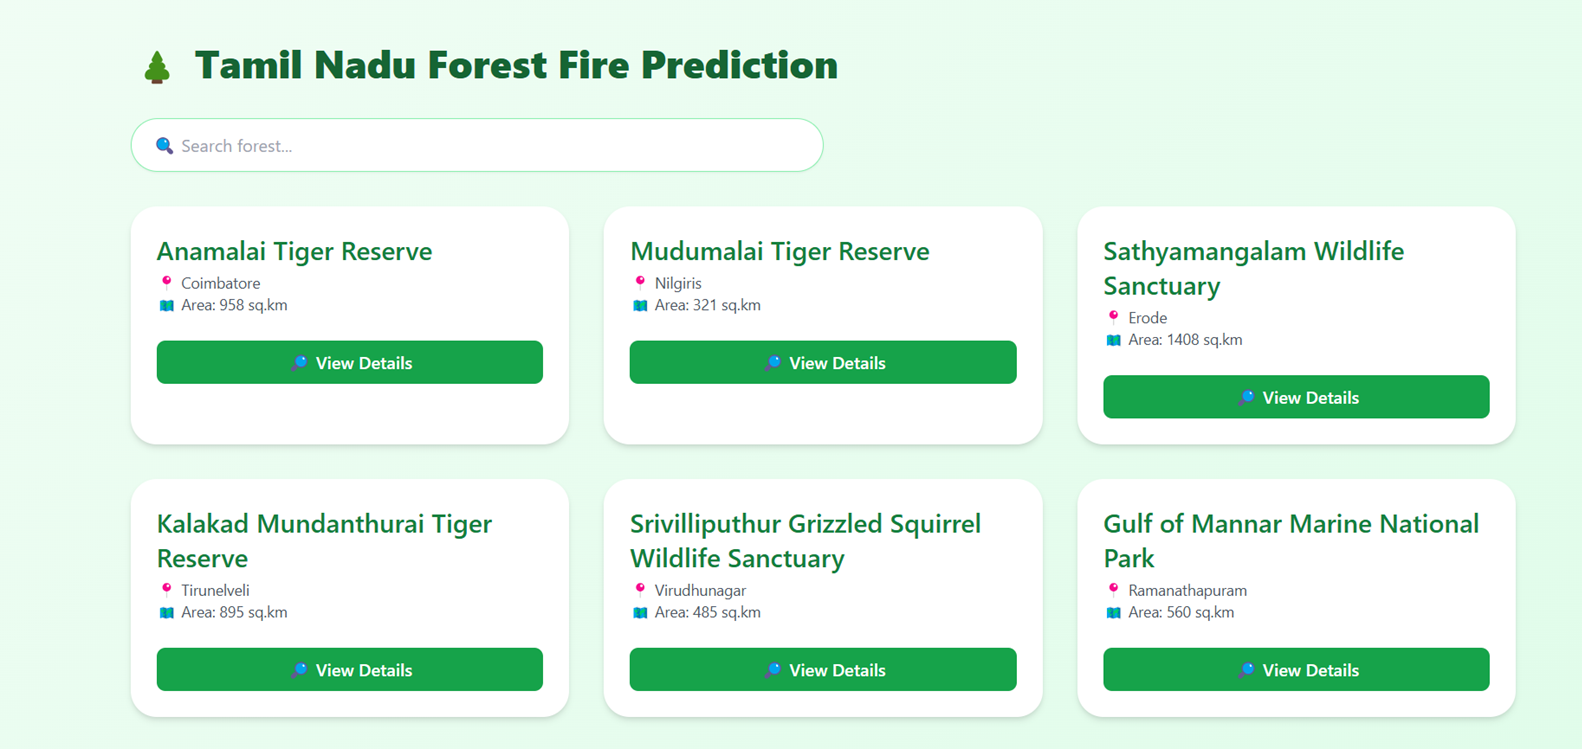 🌲 Tamil Nadu Forest Fire Prediction
🔍 Search forest...
Anamalai Tiger Reserve
📍 Coimbatore
🗺️ Area: 958 sq.km
🔎 View Details
Mudumalai Tiger Reserve
📍 Nilgiris
🗺️ Area: 321 sq.km
🔎 View Details
Sathyamangalam Wildlife
Sanctuary
📍 Erode
🗺️ Area: 1408 sq.km
🔎 View Details
Kalakad Mundanthurai Tiger
Reserve
📍 Tirunelveli
🗺️ Area: 895 sq.km
🔎 View Details
Srivilliputhur Grizzled Squirrel
Wildlife Sanctuary
📍 Virudhunagar
🗺️ Area: 485 sq.km
🔎 View Details
Gulf of Mannar Marine National
Park
📍 Ramanathapuram
🗺️ Area: 560 sq.km
🔎 View Details